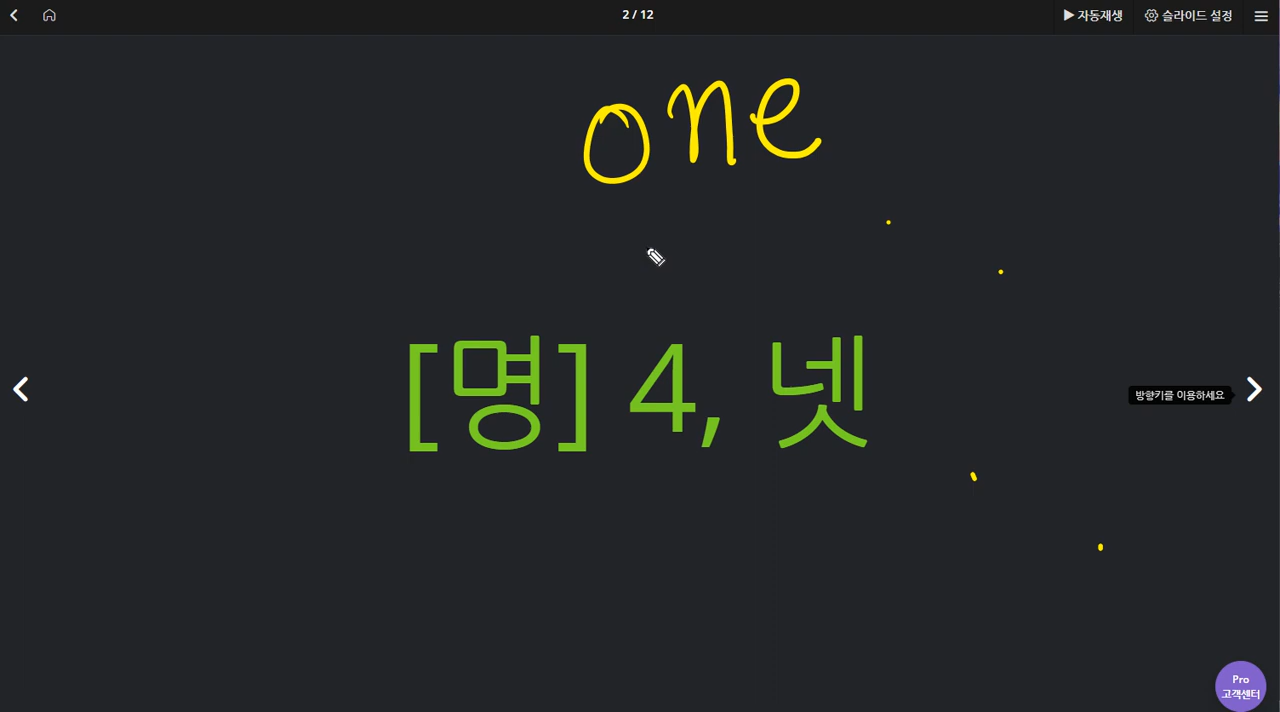 2 / 12
자동재생
슬라이드 설정
one
[명] 4, 넷
방향키를 이용하세요
Pro
고객센터